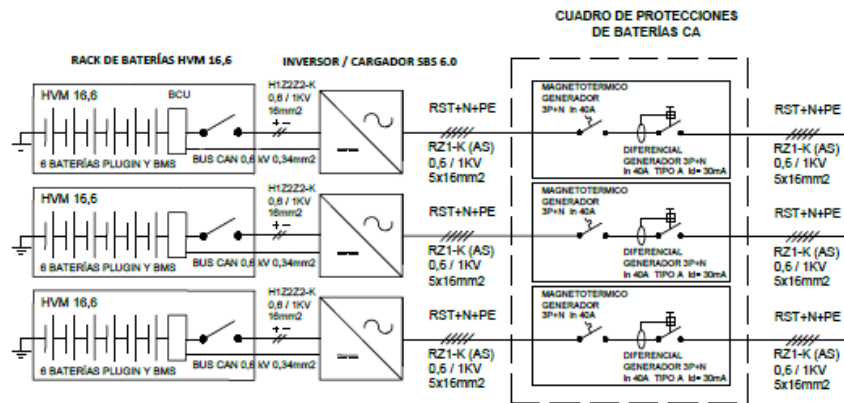 CUADRO DE PROTECCIONES
DE BATERÍAS CA
RACK DE BATERÍAS HVM 16,6
INVERSOR / CARGADOR SBS 6.0
HVM 16,6
BCU
6 BATERÍAS PLUGIN Y BMS
BUS CAN 0,6 kV 0,34mm2
H1Z2Z2-K
0,6 / 1KV
16mm2
+ -
RST+N+PE
RZ1-K (AS)
0,6 / 1KV
5x16mm2
MAGNETOTERMICO
GENERADOR
3P+N In 40A
DIFERENCIAL
GENERADOR 3P+N
In 40A TIPO A Id= 30mA
RST+N+PE
RZ1-K (AS)
0,6 / 1KV
5x16mm2
HVM 16,6
6 BATERÍAS PLUGIN Y BMS
BUS CAN 0,6 kV 0,34mm2
H1Z2Z2-K
0,6 / 1KV
16mm2
+ -
RST+N+PE
RZ1-K (AS)
0,6 / 1KV
5x16mm2
MAGNETOTERMICO
GENERADOR
3P+N In 40A
DIFERENCIAL
GENERADOR 3P+N
In 40A TIPO A Id= 30mA
RST+N+PE
RZ1-K (AS)
0,6 / 1KV
5x16mm2
HVM 16,6
6 BATERÍAS PLUGIN Y BMS
BUS CAN 0,6 kV 0,34mm2
H1Z2Z2-K
0,6 / 1KV
16mm2
+ -
RST+N+PE
RZ1-K (AS)
0,6 / 1KV
5x16mm2
MAGNETOTERMICO
GENERADOR
3P+N In 40A
DIFERENCIAL
GENERADOR 3P+N
In 40A TIPO A Id= 30mA
RST+N+PE
RZ1-K (AS)
0,6 / 1KV
5x16mm2